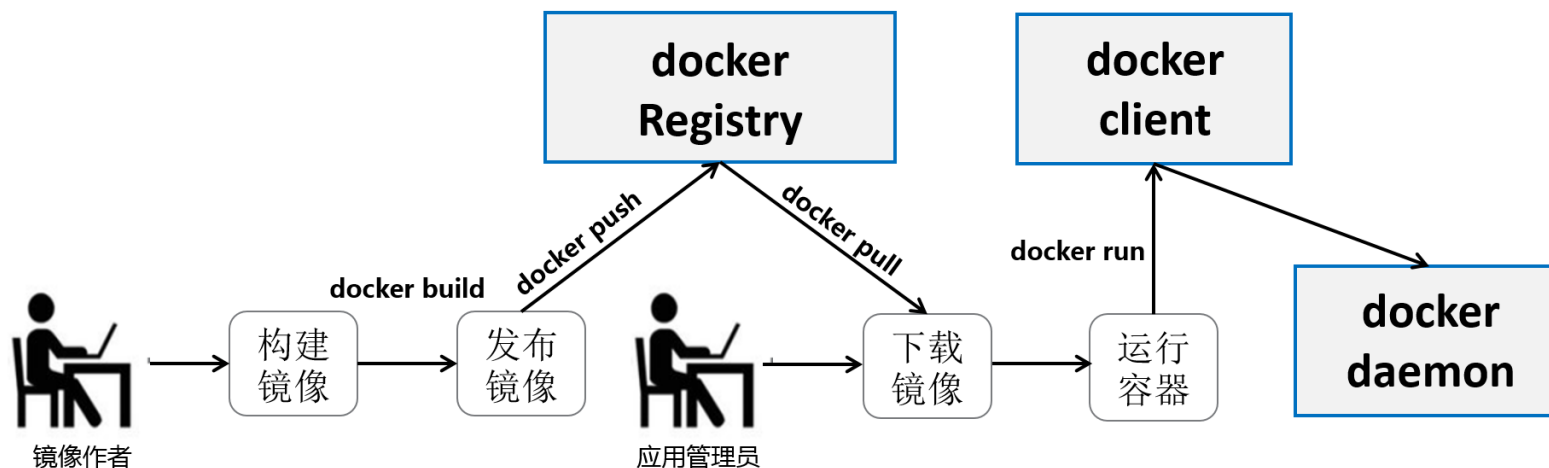 docker
Registry
docker
client
docker push
docker pull
docker build
docker run
构建
镜像
发布
镜像
下载
镜像
运行
容器
docker
daemon
镜像作者
应用管理员